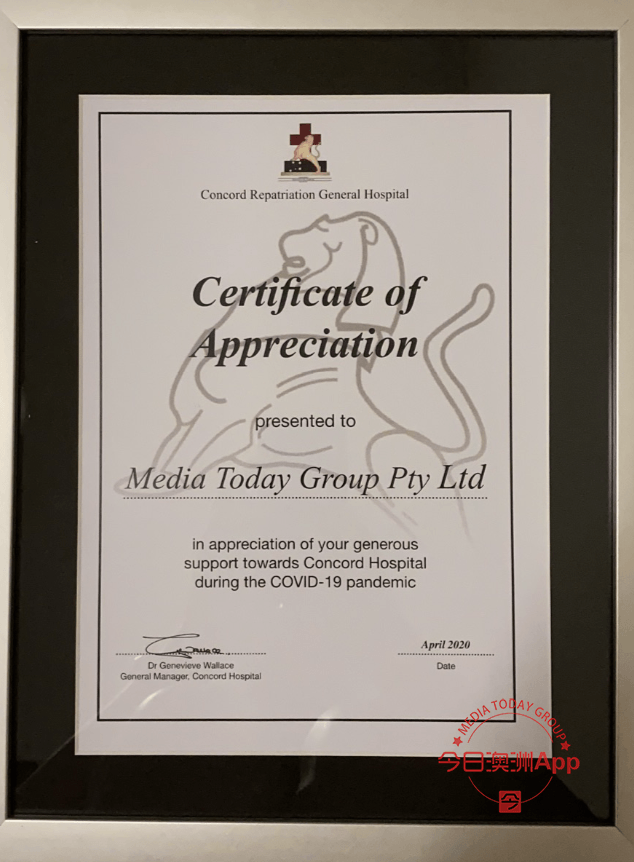 Concord Repatriation General Hospital
Certificate of
Appreciation
presented to
Media Today Group Pty Ltd
in appreciation of your generous
support towards Concord Hospital
during the COVID-19 pandemic
Dr Genevieve Wallace
General Manager, Concord Hospital
April 2020
Date
★ MEDIA TODAY GROUP ★
今日澳洲App
今